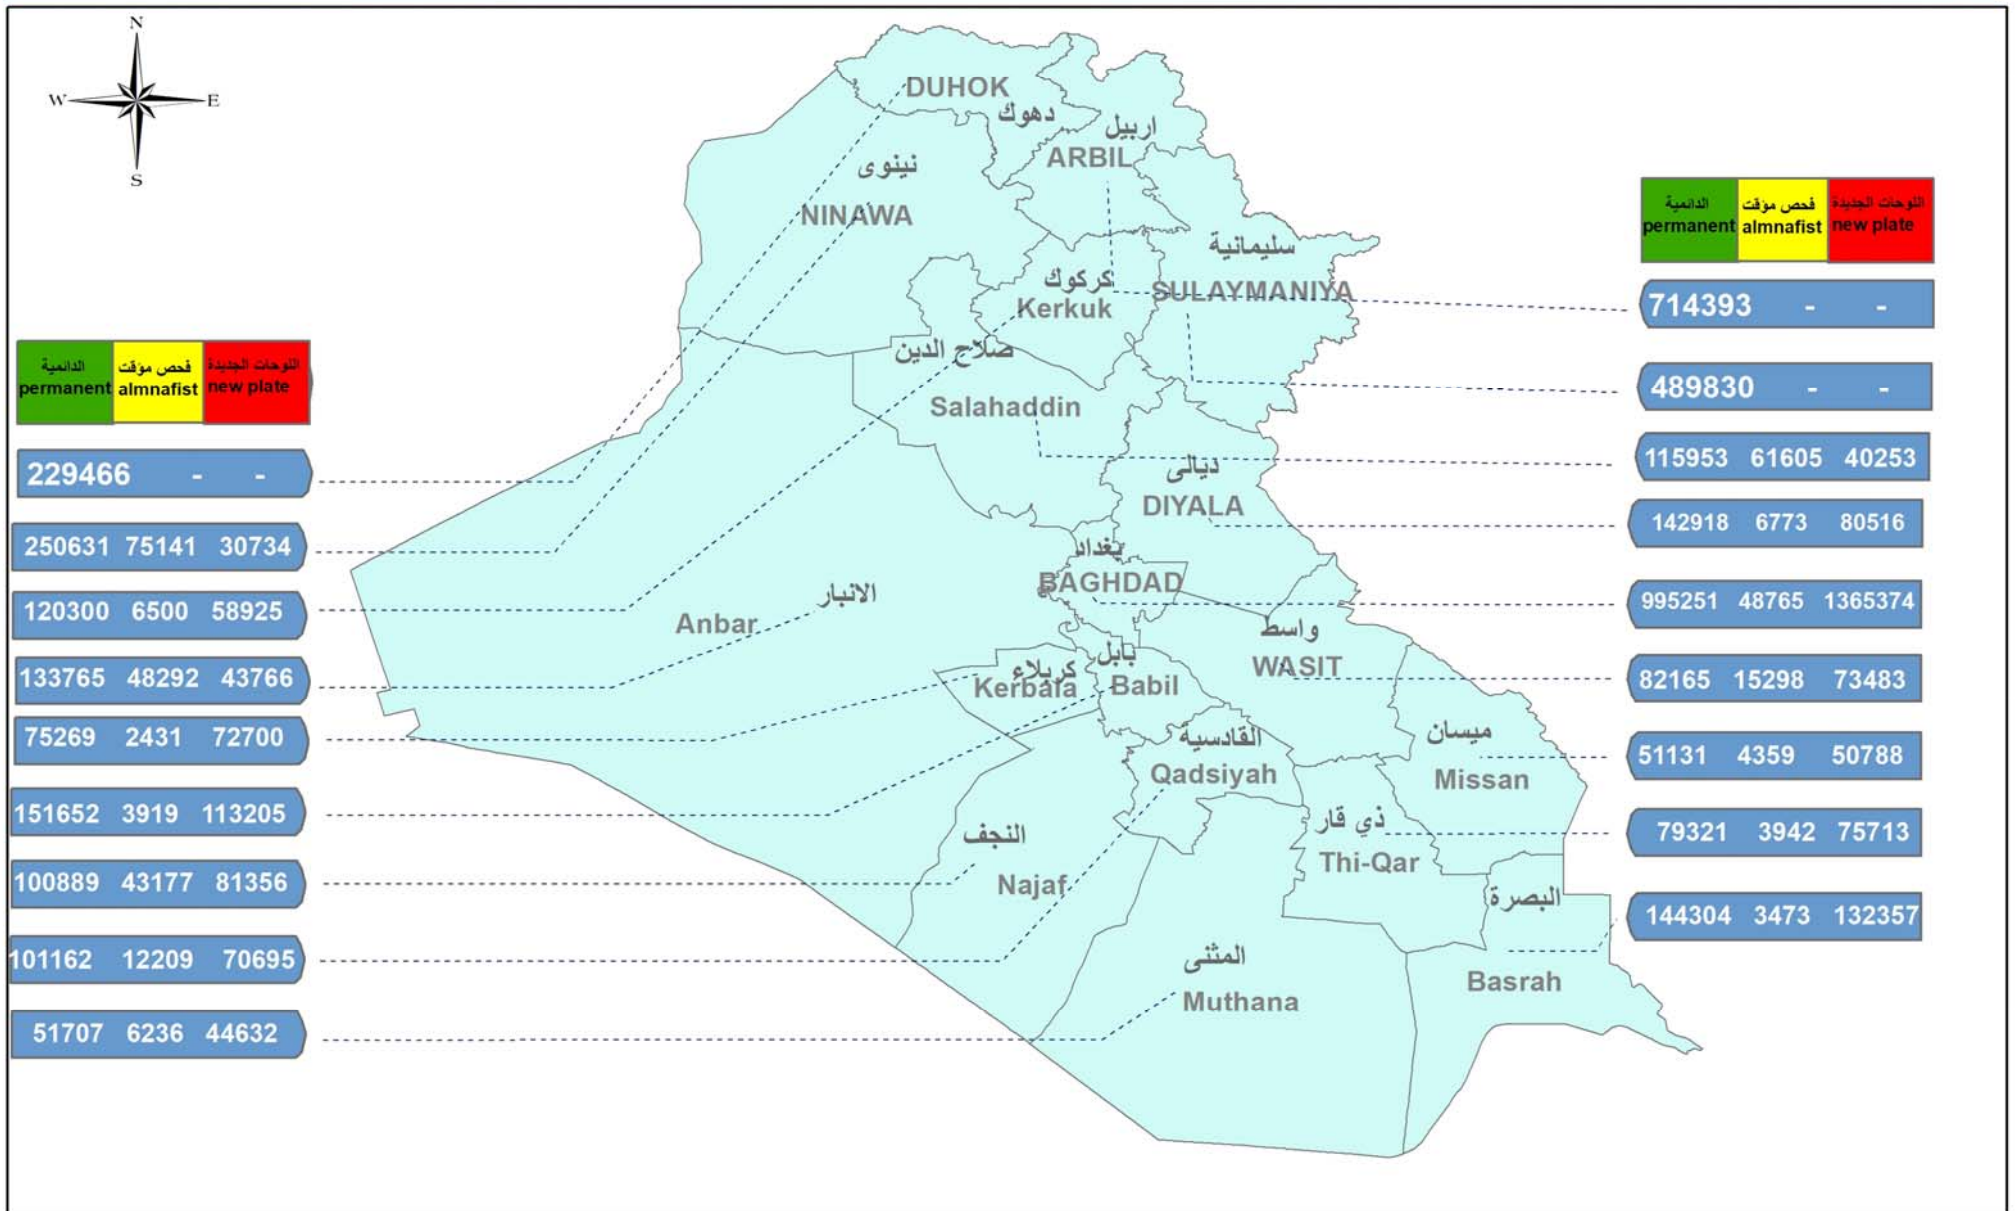 N
W E
S
DUHOK
دهوك
اربيل
ARBIL
نينوى
NINAWA
سليمانية
SULAYMANIYA
كركوك
Kerkuk
صلاح الدين
Salahaddin
ديالى
DIYALA
بغداد
BAGHDAD
الانبار
Anbar
واسط
WASIT
بابل
Babil
كربلاء
Kerbala
القادسية
Qadsiyah
ميسان
Missan
ذي قار
Thi-Qar
النجف
Najaf
البصرة
Basrah
المثنى
Muthana
الدائمية فحص مؤقت اللوحات الجديدة
permanent almnafist new plate
229466 - -
250631 75141 30734
120300 6500 58925
133765 48292 43766
75269 2431 72700
151652 3919 113205
100889 43177 81356
101162 12209 70695
51707 6236 44632
الدائمية فحص مؤقت اللوحات الجديدة
permanent almnafist new plate
714393 - -
489830 - -
115953 61605 40253
142918 6773 80516
995251 48765 1365374
82165 15298 73483
51131 4359 50788
79321 3942 75713
144304 3473 132357